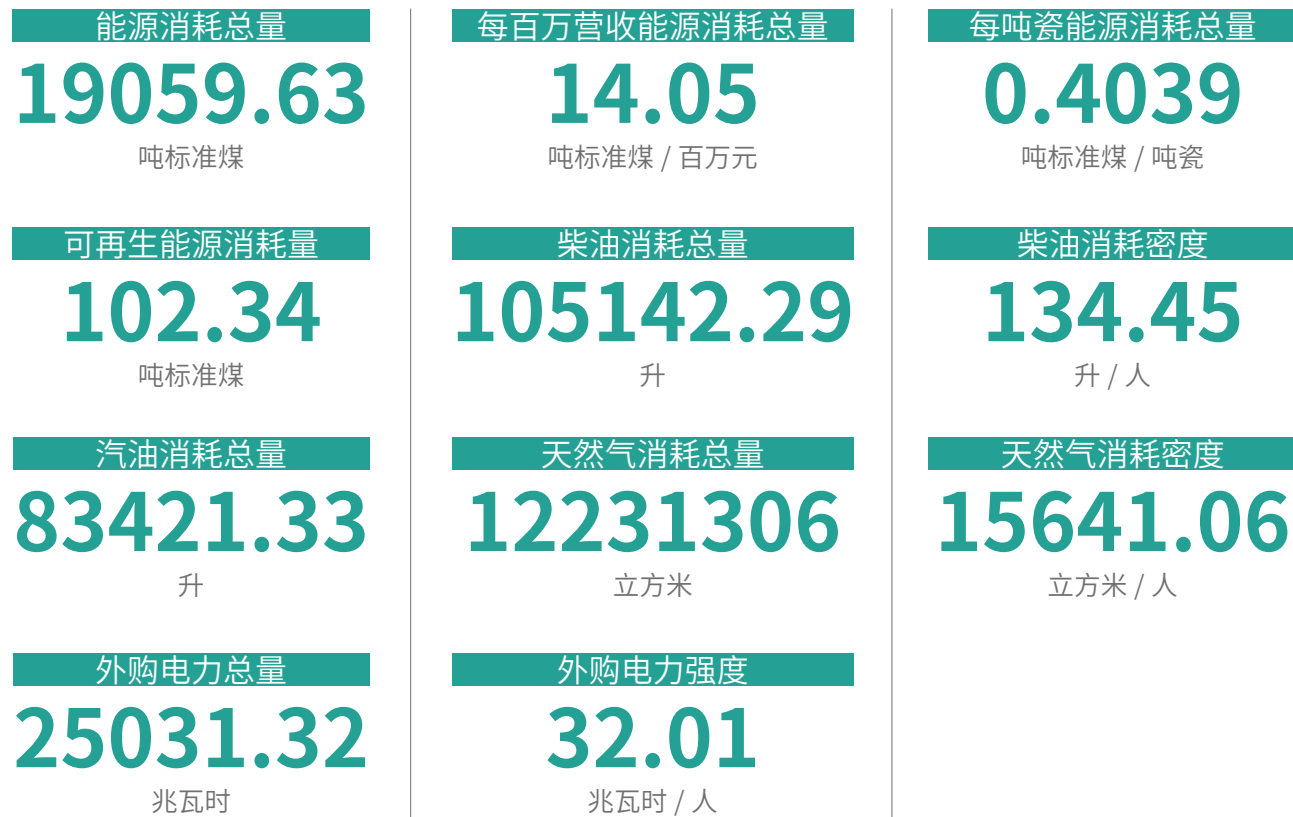 能源消耗总量
19059.63
吨标准煤
每百万营收能源消耗总量
14.05
吨标准煤 / 百万元
每吨瓷能源消耗总量
0.4039
吨标准煤 / 吨瓷
可再生能源消耗量
102.34
吨标准煤
柴油消耗总量
105142.29
升
柴油消耗密度
134.45
升 / 人
汽油消耗总量
83421.33
升
天然气消耗总量
12231306
立方米
天然气消耗密度
15641.06
立方米 / 人
外购电力总量
25031.32
兆瓦时
外购电力强度
32.01
兆瓦时 / 人